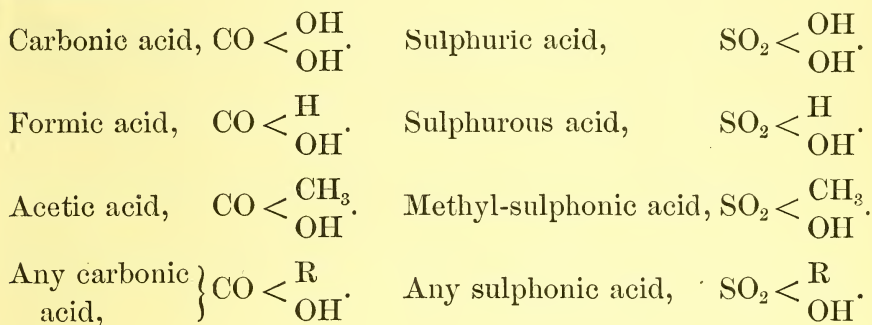 Carbonic acid, CO < OH OH. Sulphuric acid, SO₂ < OH OH.
Formic acid, CO < H OH. Sulphurous acid, SO₂ < H OH.
Acetic acid, CO < CH₃ OH. Methyl-sulphonic acid, SO₂ < CH₃ OH.
Any carbonic acid, } CO < R OH. Any sulphonic acid, SO₂ < R OH.